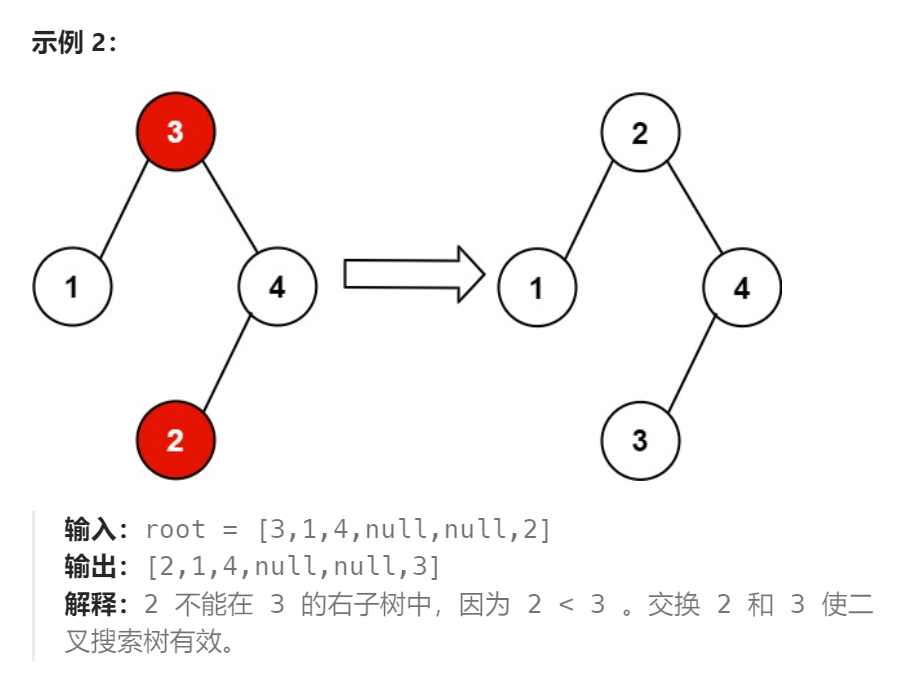 示例 2：
3
2
1
4
1
4
2
3
输入：root = [3,1,4,null,null,2]
输出：[2,1,4,null,null,3]
解释：2 不能在 3 的右子树中，因为 2 < 3 。交换 2 和 3 使二
叉搜索树有效。